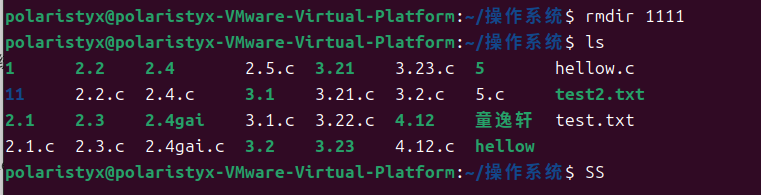 polaristyx@polaristyx-VMware-Virtual-Platform:~/操作系统$ rmdir 1111
polaristyx@polaristyx-VMware-Virtual-Platform:~/操作系统$ ls
1 2.2 2.4 2.5.c 3.21 3.23.c 5 hellow.c
11 2.2.c 2.4.c 3.1 3.21.c 3.2.c 5.c test2.txt
2.1 2.3 2.4gai 3.1.c 3.22.c 4.12 童逸轩 test.txt
2.1.c 2.3.c 2.4gai.c 3.2 3.23 4.12.c hellow
polaristyx@polaristyx-VMware-Virtual-Platform:~/操作系统$ SS